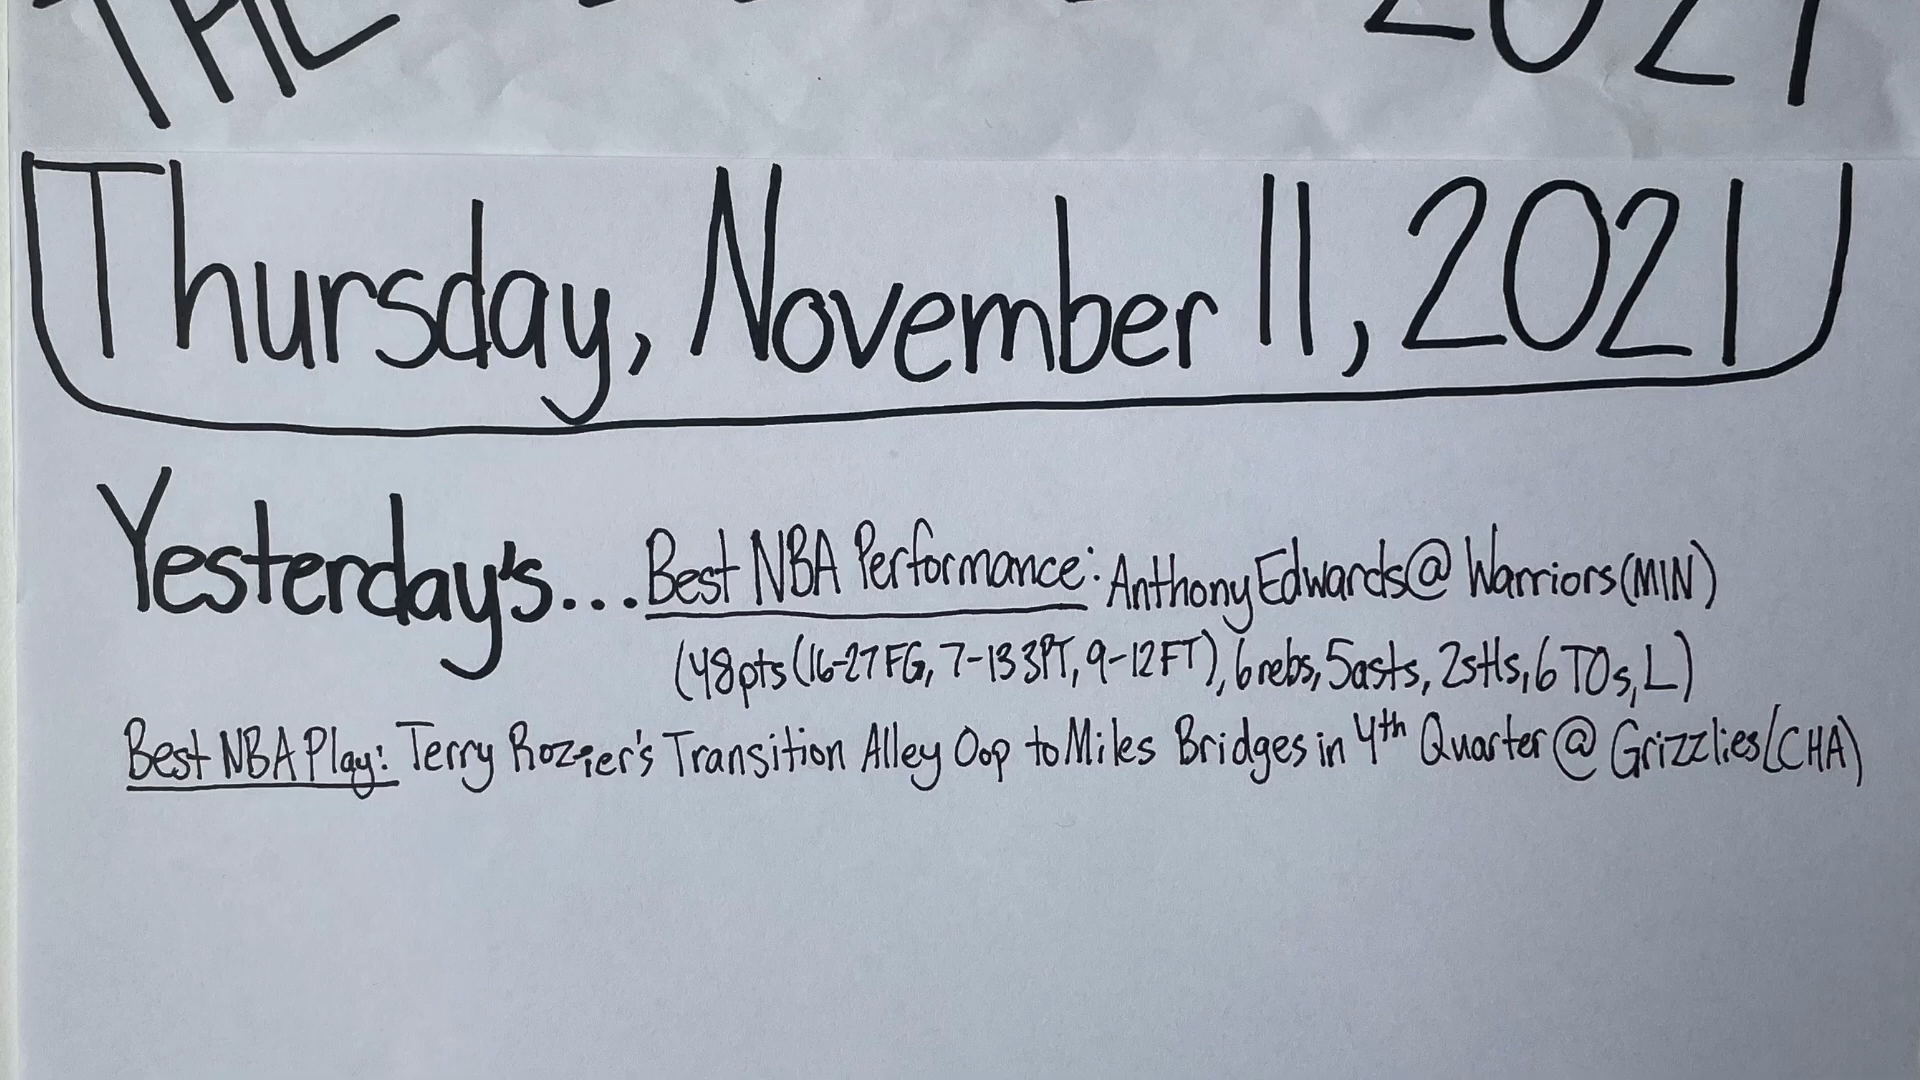 THE 2021
Thursday, November 11, 2021
Yesterday's... Best NBA Performance: Anthony Edwards @ Warriors (MIN)
(48pts (16-27 FG, 7-13 3PT, 9-12 FT), 6 rebs, 5 asts, 2 stls, 6 TOs, L)
Best NBA Play: Terry Rozier's Transition Alley Oop to Miles Bridges in 4th Quarter @ Grizzlies (CHA)